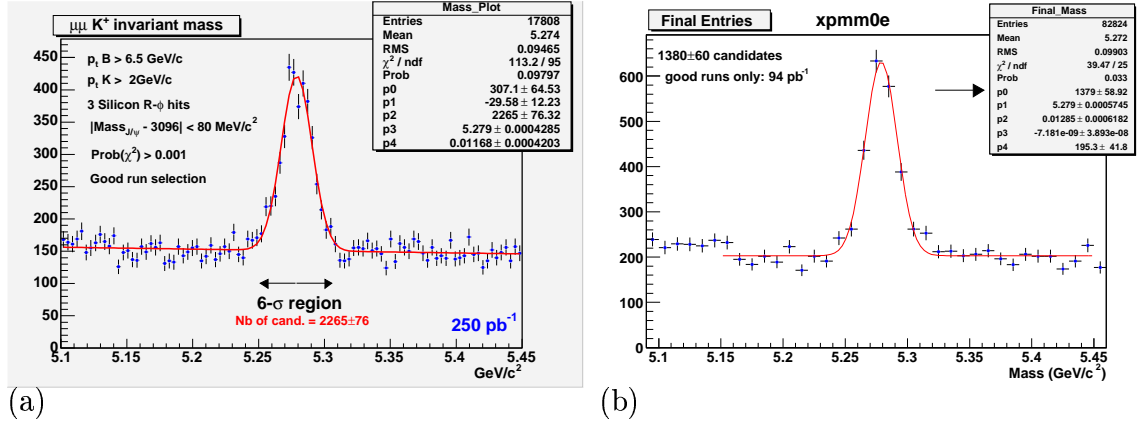 μμ K⁺ invariant mass
Mass_Plot
Entries 17808
Mean 5.274
RMS 0.09465
χ² / ndf 113.2 / 95
Prob 0.09797
p0 307.1 ± 64.53
p1 -29.58 ± 12.23
p2 2265 ± 76.32
p3 5.279 ± 0.0004285
p4 0.01168 ± 0.0004203
p_t B > 6.5 GeV/c
p_t K > 2GeV/c
3 Silicon R-ϕ hits
|Mass_J/ψ - 3096| < 80 MeV/c²
Prob(χ²) > 0.001
Good run selection
450
400
350
300
250
200
150
100
50
0
6-σ region
Nb of cand. = 2265±76
250 pb⁻¹
5.1 5.15 5.2 5.25 5.3 5.35 5.4 5.45
GeV/c²
(a)
Final Entries
xpmm0e
Final_Mass
Entries 82824
Mean 5.272
RMS 0.09903
χ² / ndf 39.47 / 25
Prob 0.033
p0 1379 ± 58.92
p1 5.279 ± 0.0005745
p2 0.01285 ± 0.0006182
p3 -7.181e-09 ± 3.893e-08
p4 195.3 ± 41.8
1380±60 candidates
good runs only: 94 pb⁻¹
600
500
400
300
200
100
0
5.1 5.15 5.2 5.25 5.3 5.35 5.4 5.45
Mass (GeV/c²)
(b)